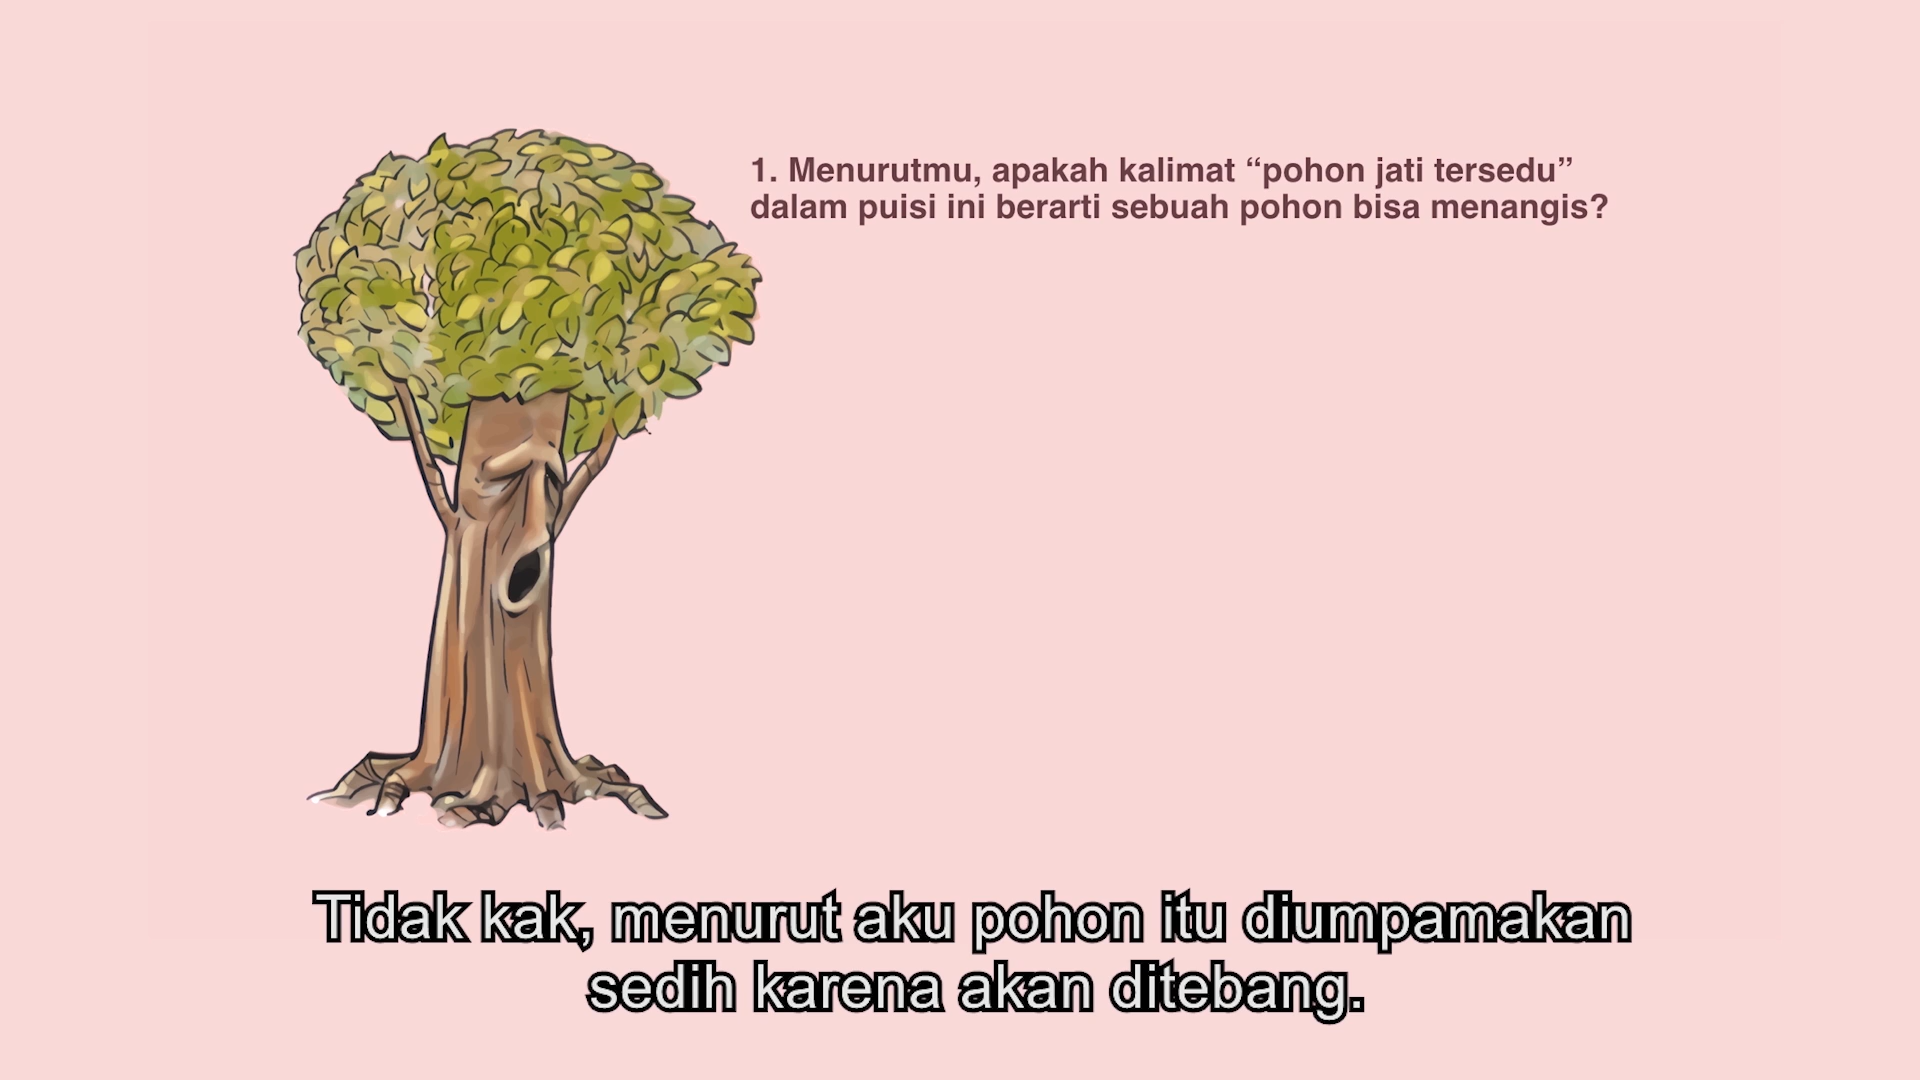 1. Menurutmu, apakah kalimat “pohon jati tersedu”
dalam puisi ini berarti sebuah pohon bisa menangis?
Tidak kak, menurut aku pohon itu diumpamakan
sedih karena akan ditebang.